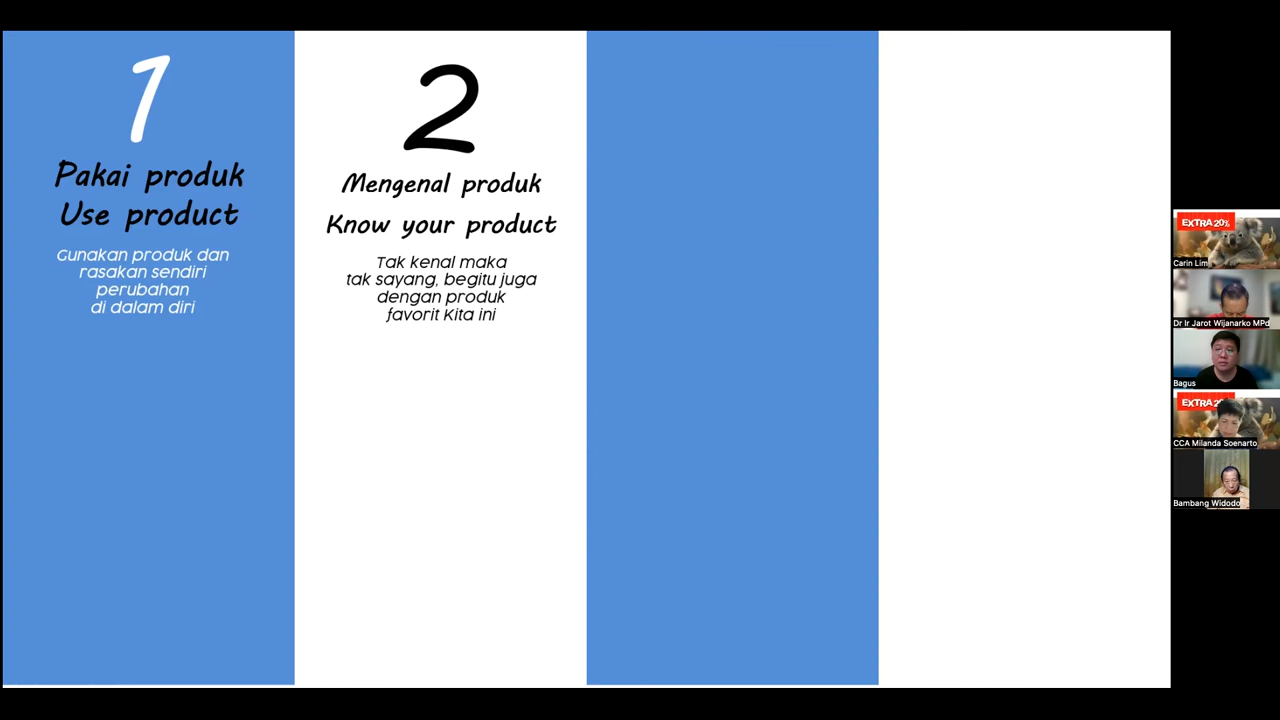 1
Pakai produk
Use product
Gunakan produk dan
rasakan sendiri
perubahan
di dalam diri
2
Mengenal produk
Know your product
Tak kenal maka
tak sayang, begitu juga
dengan produk
favorit Kita ini
EXTRA 20%
Carin Lim
Dr Ir Jarot Wijanarko MPd
Bagus
EXTRA 2
CCA Milanda Soenarto
Bambang Widodo